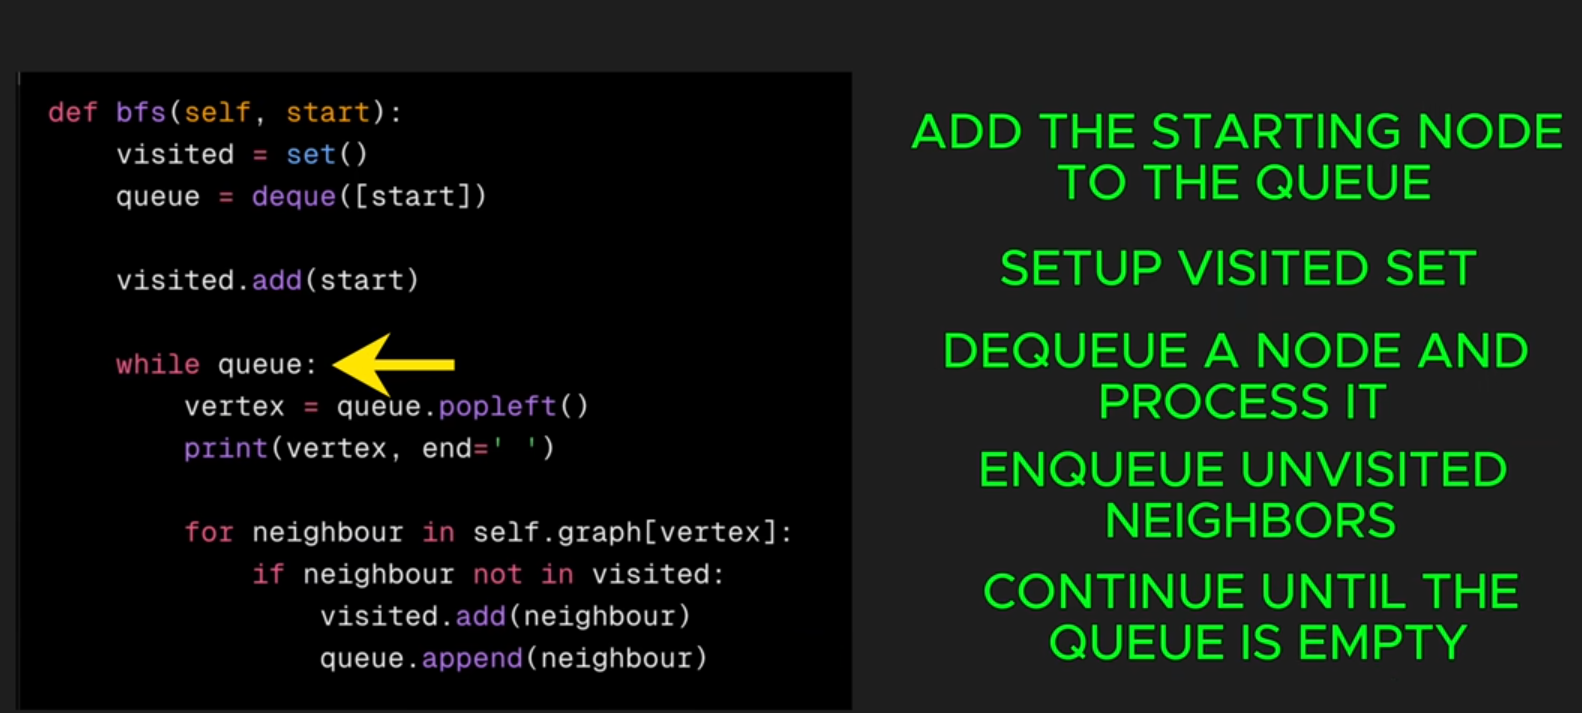 def bfs(self, start):
    visited = set()
    queue = deque([start])
    visited.add(start)
    while queue:
        vertex = queue.popleft()
        print(vertex, end=' ')
        for neighbour in self.graph[vertex]:
            if neighbour not in visited:
                visited.add(neighbour)
                queue.append(neighbour)
ADD THE STARTING NODE
TO THE QUEUE
SETUP VISITED SET
DEQUEUE A NODE AND
PROCESS IT
ENQUEUE UNVISITED
NEIGHBORS
CONTINUE UNTIL THE
QUEUE IS EMPTY